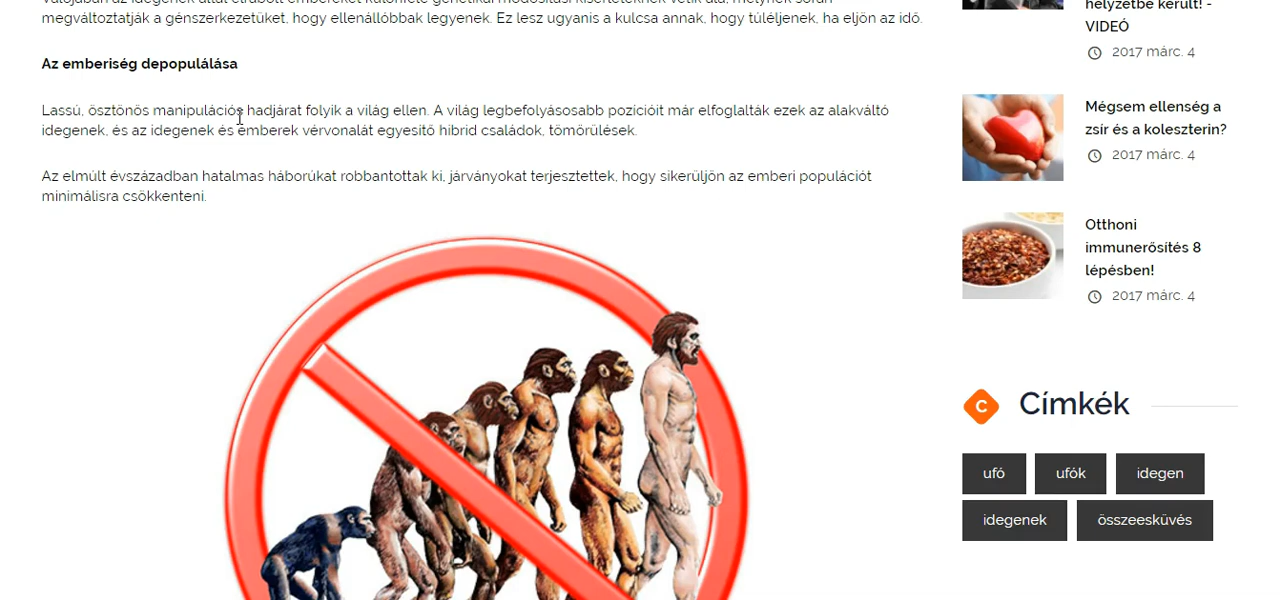 megváltoztatják a génszerkezetüket, hogy ellenállóbbak legyenek. Ez lesz ugyanis a kulcsa annak, hogy túléljenek, ha eljön az idő.
Az emberiség depopulálása
Lassú, ösztönös manipulációs hadjárat folyik a világ ellen. A világ legbefolyásosabb pozícióit már elfoglalták ezek az alakváltó
idegenek, és az idegenek és emberek vérvonalát egyesítő hibrid családok, tömörülések.
Az elmúlt évszázadban hatalmas háborúkat robbantottak ki, járványokat terjesztettek, hogy sikerüljön az emberi populációt
minimálisra csökkenteni.
helyzetbe került! -
VIDEÓ
2017 márc. 4
Mégsem ellenség a
zsír és a koleszterin?
2017 márc. 4
Otthoni
immunerősítés 8
lépésben!
2017 márc. 4
C Címkék
ufó ufók idegen
idegenek összeesküvés